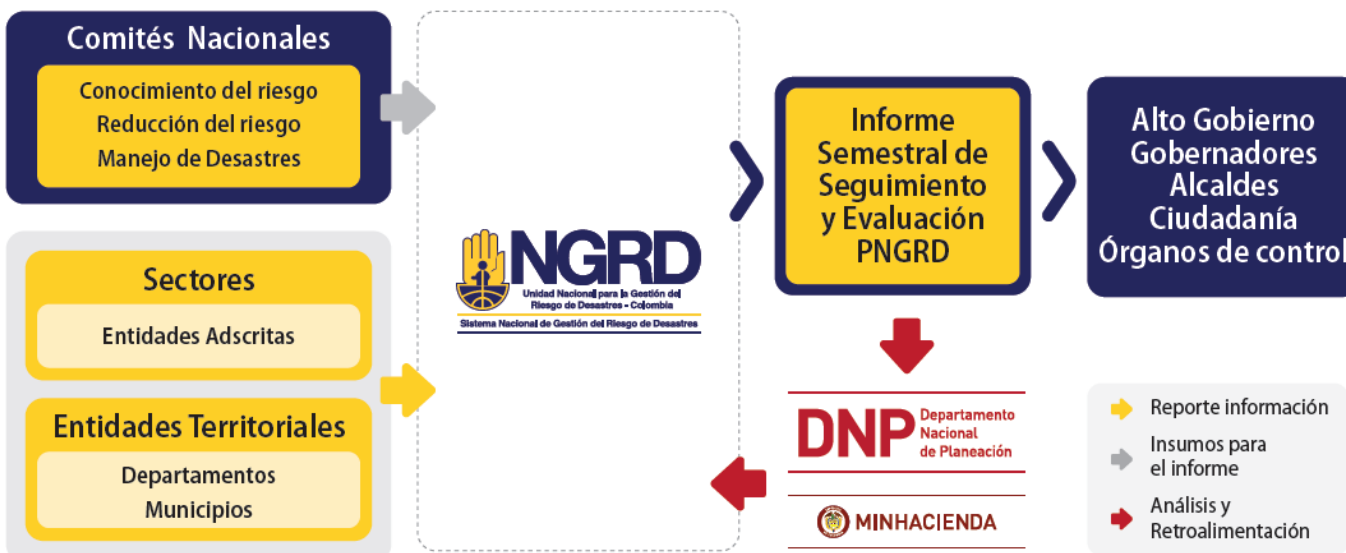 Comités Nacionales
Conocimiento del riesgo
Reducción del riesgo
Manejo de Desastres
Sectores
Entidades Adscritas
Entidades Territoriales
Departamentos
Municipios
NGRD
Unidad Nacional para la Gestión del
Riesgo de Desastres - Colombia
Sistema Nacional de Gestión del Riesgo de Desastres
Informe
Semestral de
Seguimiento
y Evaluación
PNGRD
Alto Gobierno
Gobernadores
Alcaldes
Ciudadanía
Órganos de control
DNP
Departamento
Nacional
de Planeación
MINHACIENDA
Reporte información
Insumos para
el informe
Análisis y
Retroalimentación